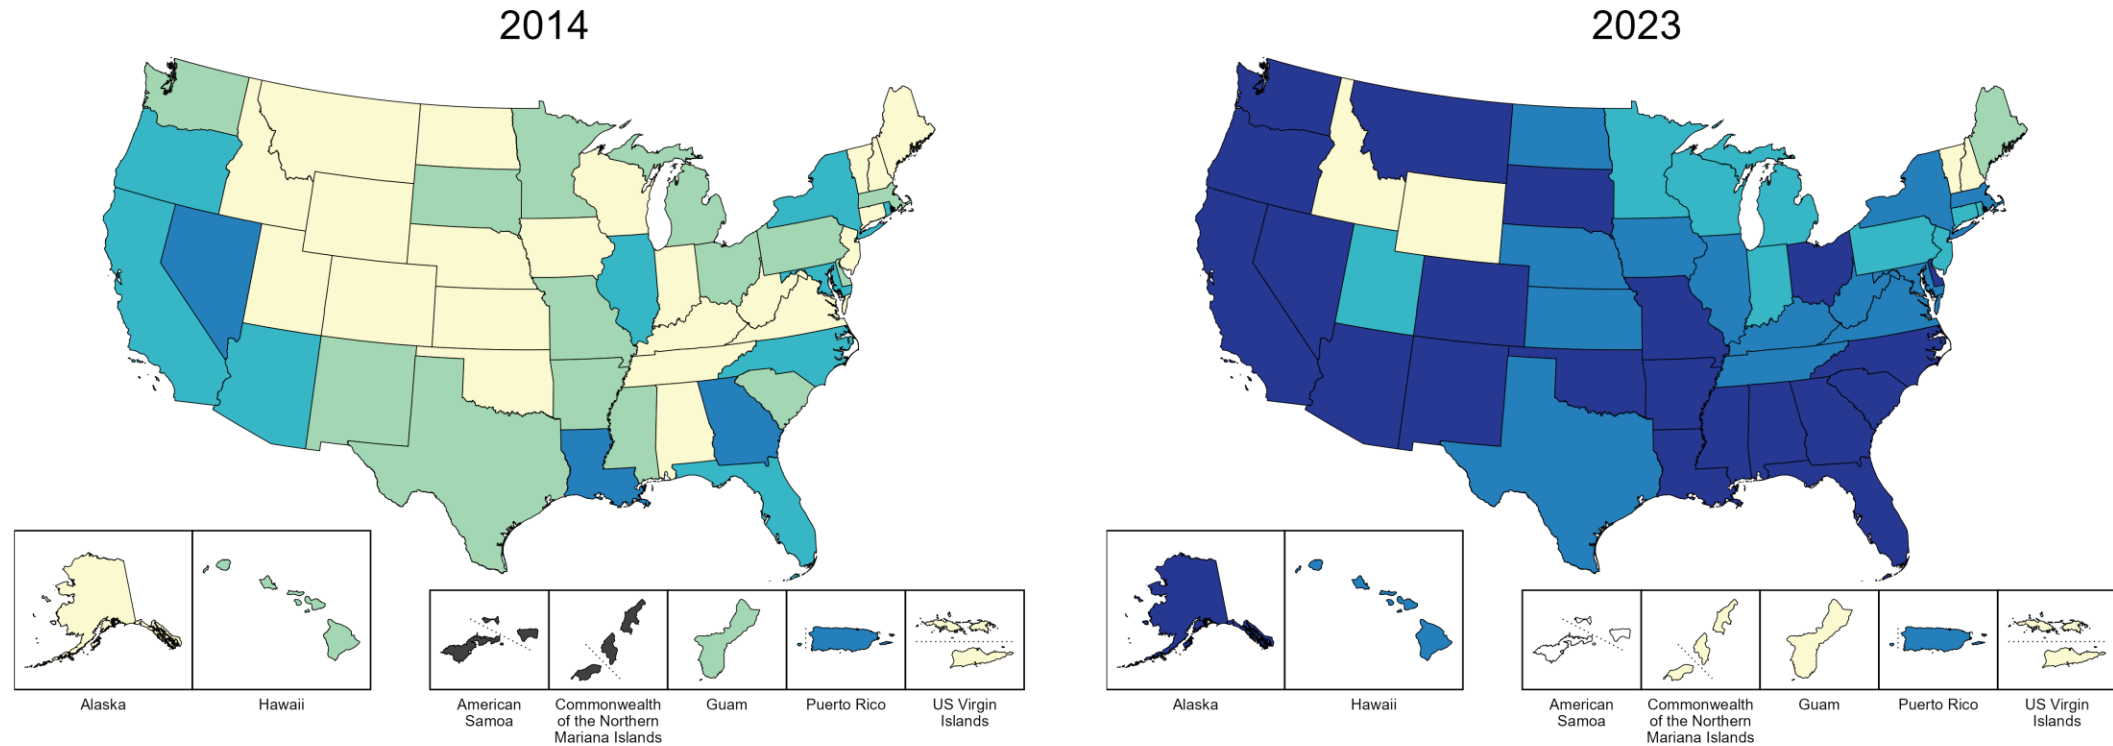 2014
2023
Alaska
Hawaii
American
Samoa
Commonwealth
of the Northern
Mariana Islands
Guam
Puerto Rico
US Virgin
Islands
Alaska
Hawaii
American
Samoa
Commonwealth
of the Northern
Mariana Islands
Guam
Puerto Rico
US Virgin
Islands